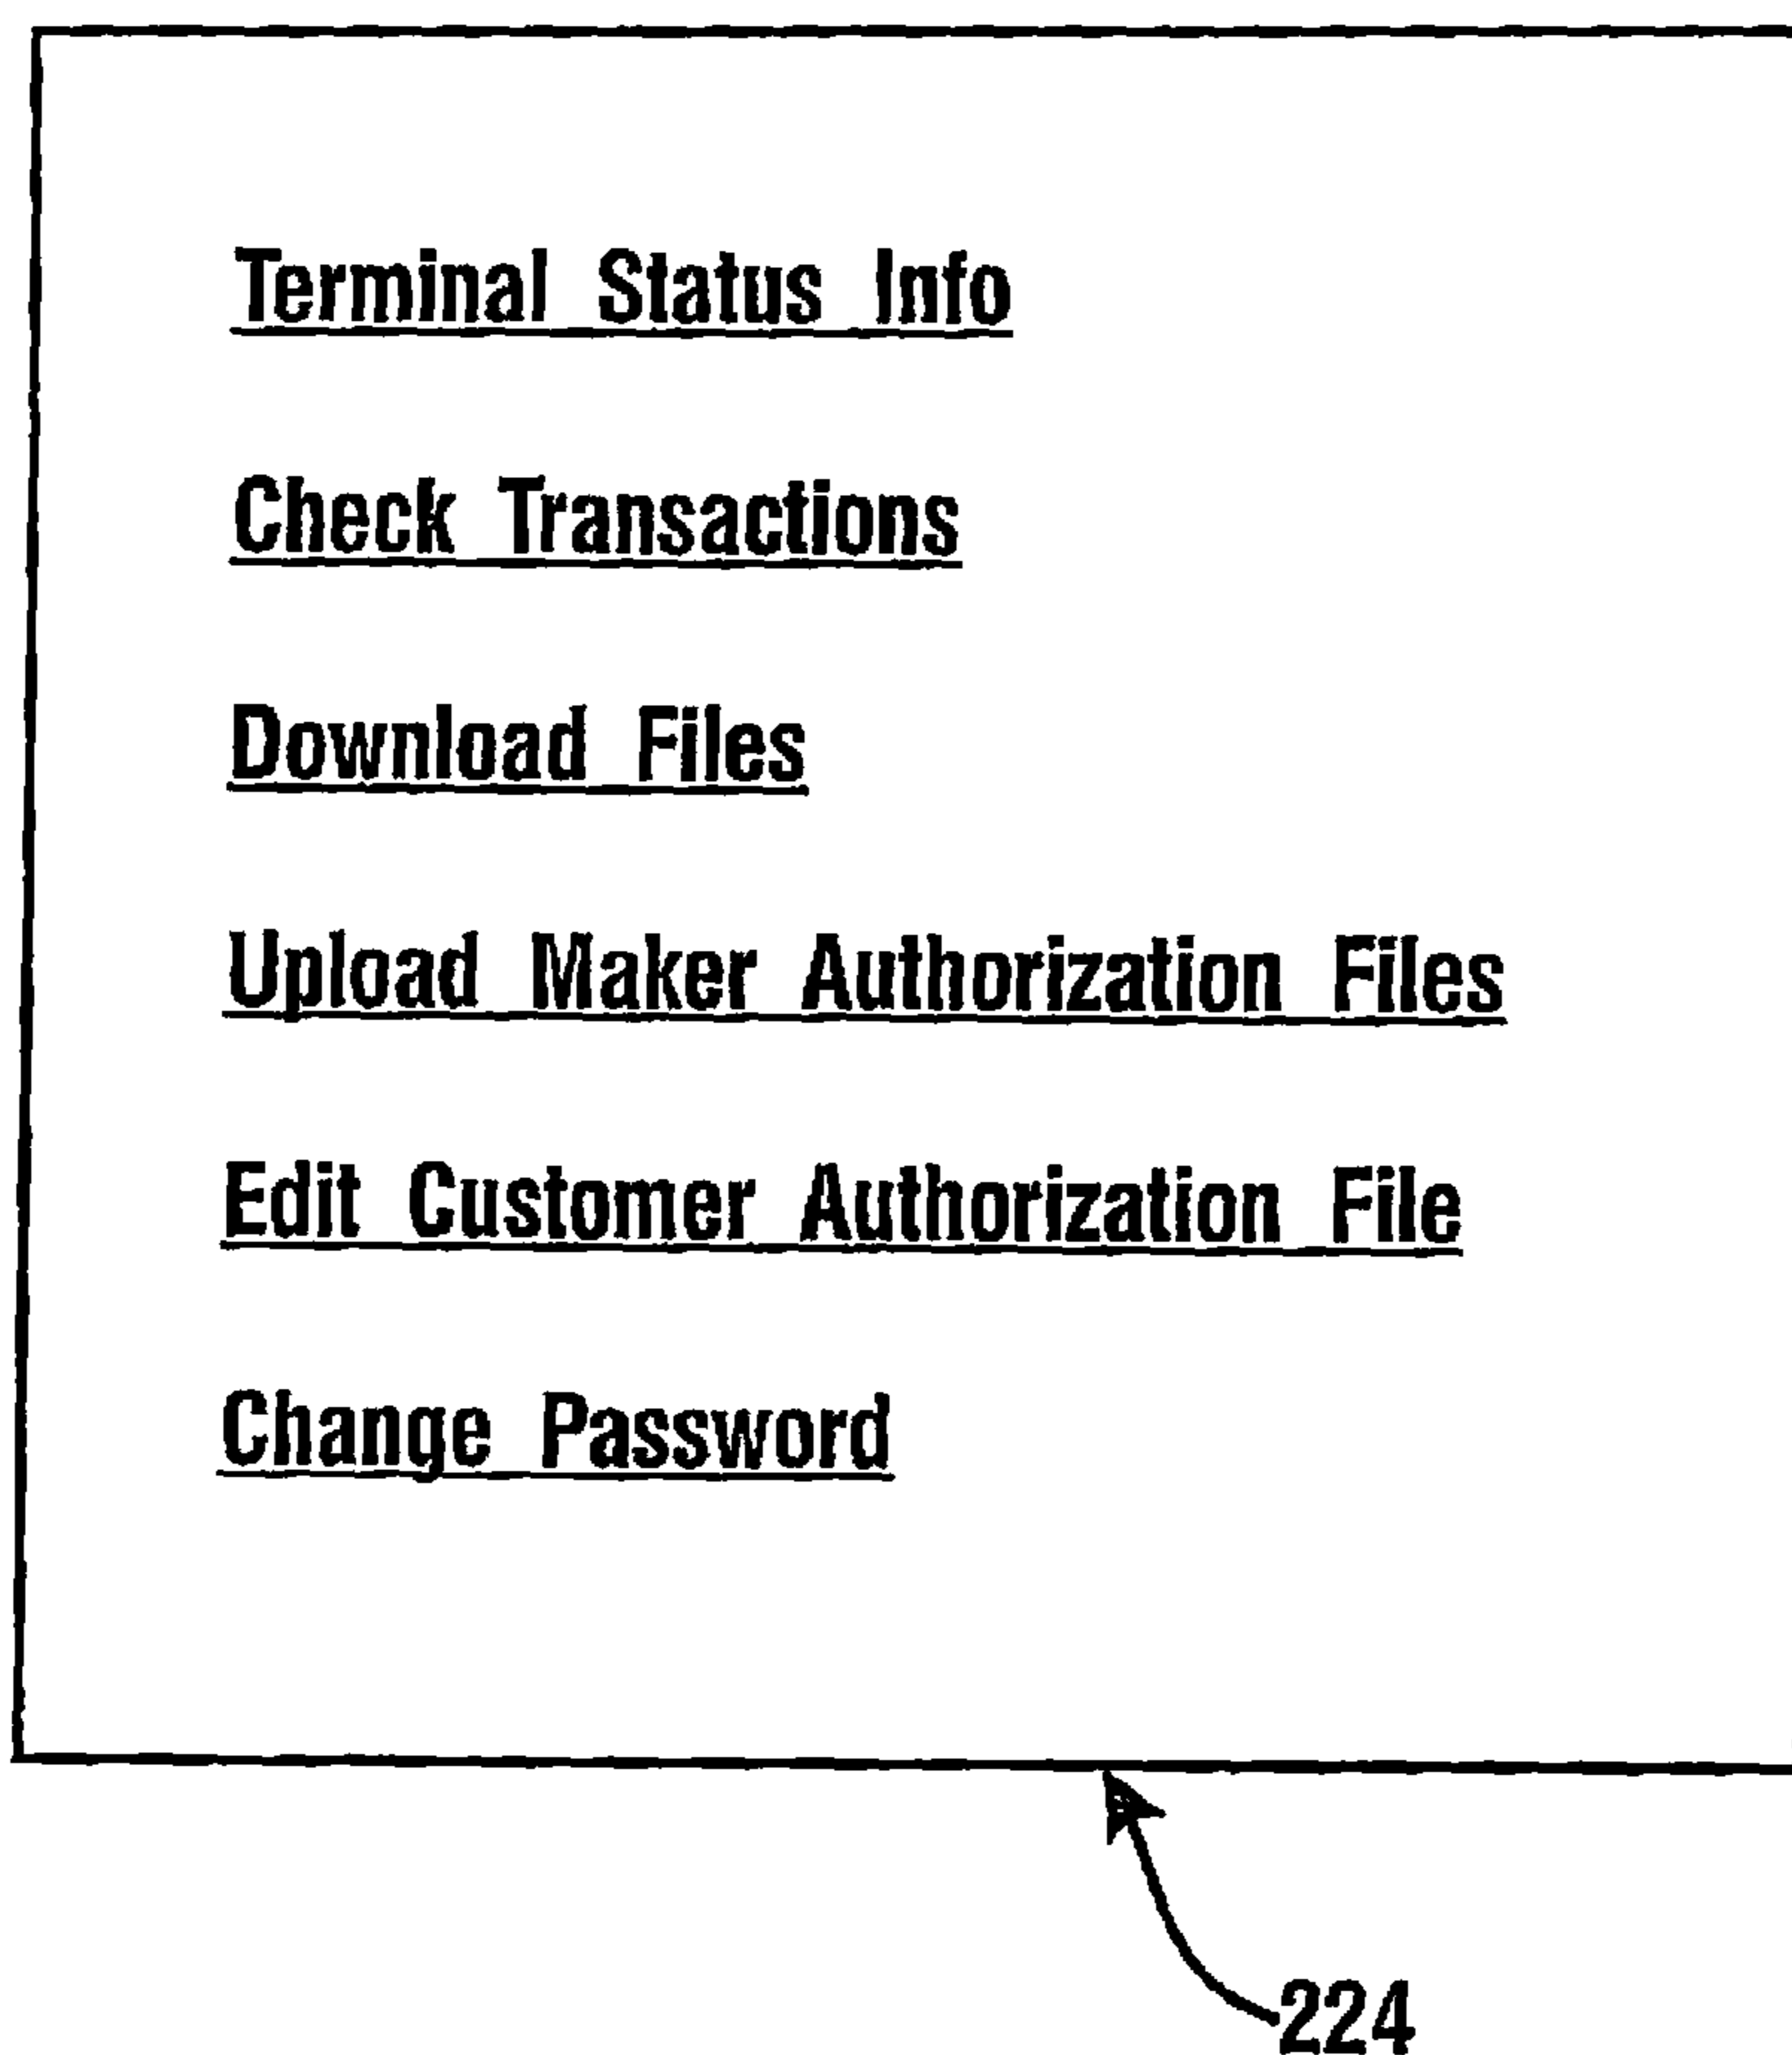 Terminal Status Info
Check Transactions
Download Files
Upload Maker Authorization Files
Edit Customer Authorization File
Change Password
224